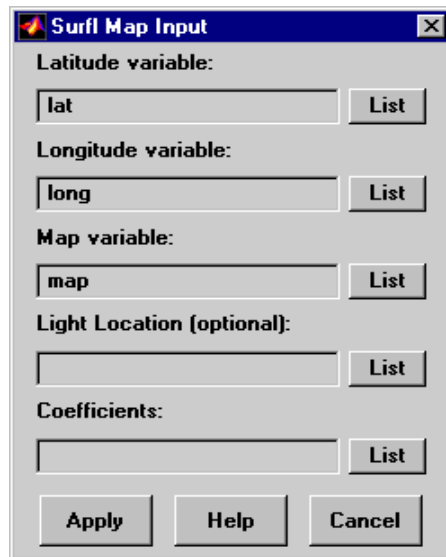 Surfl Map Input
Latitude variable:
lat List
Longitude variable:
long List
Map variable:
map List
Light Location (optional):
List
Coefficients:
List
Apply Help Cancel